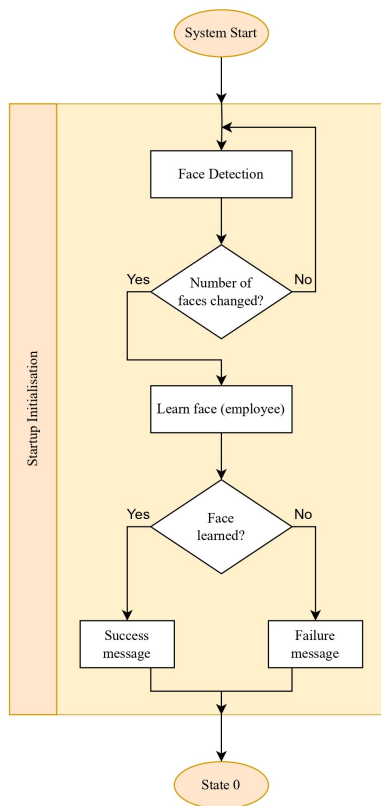 System Start
Startup Initialisation
Face Detection
Number of
faces changed?
Yes
No
Learn face (employee)
Face
learned?
Yes
No
Success
message
Failure
message
State 0